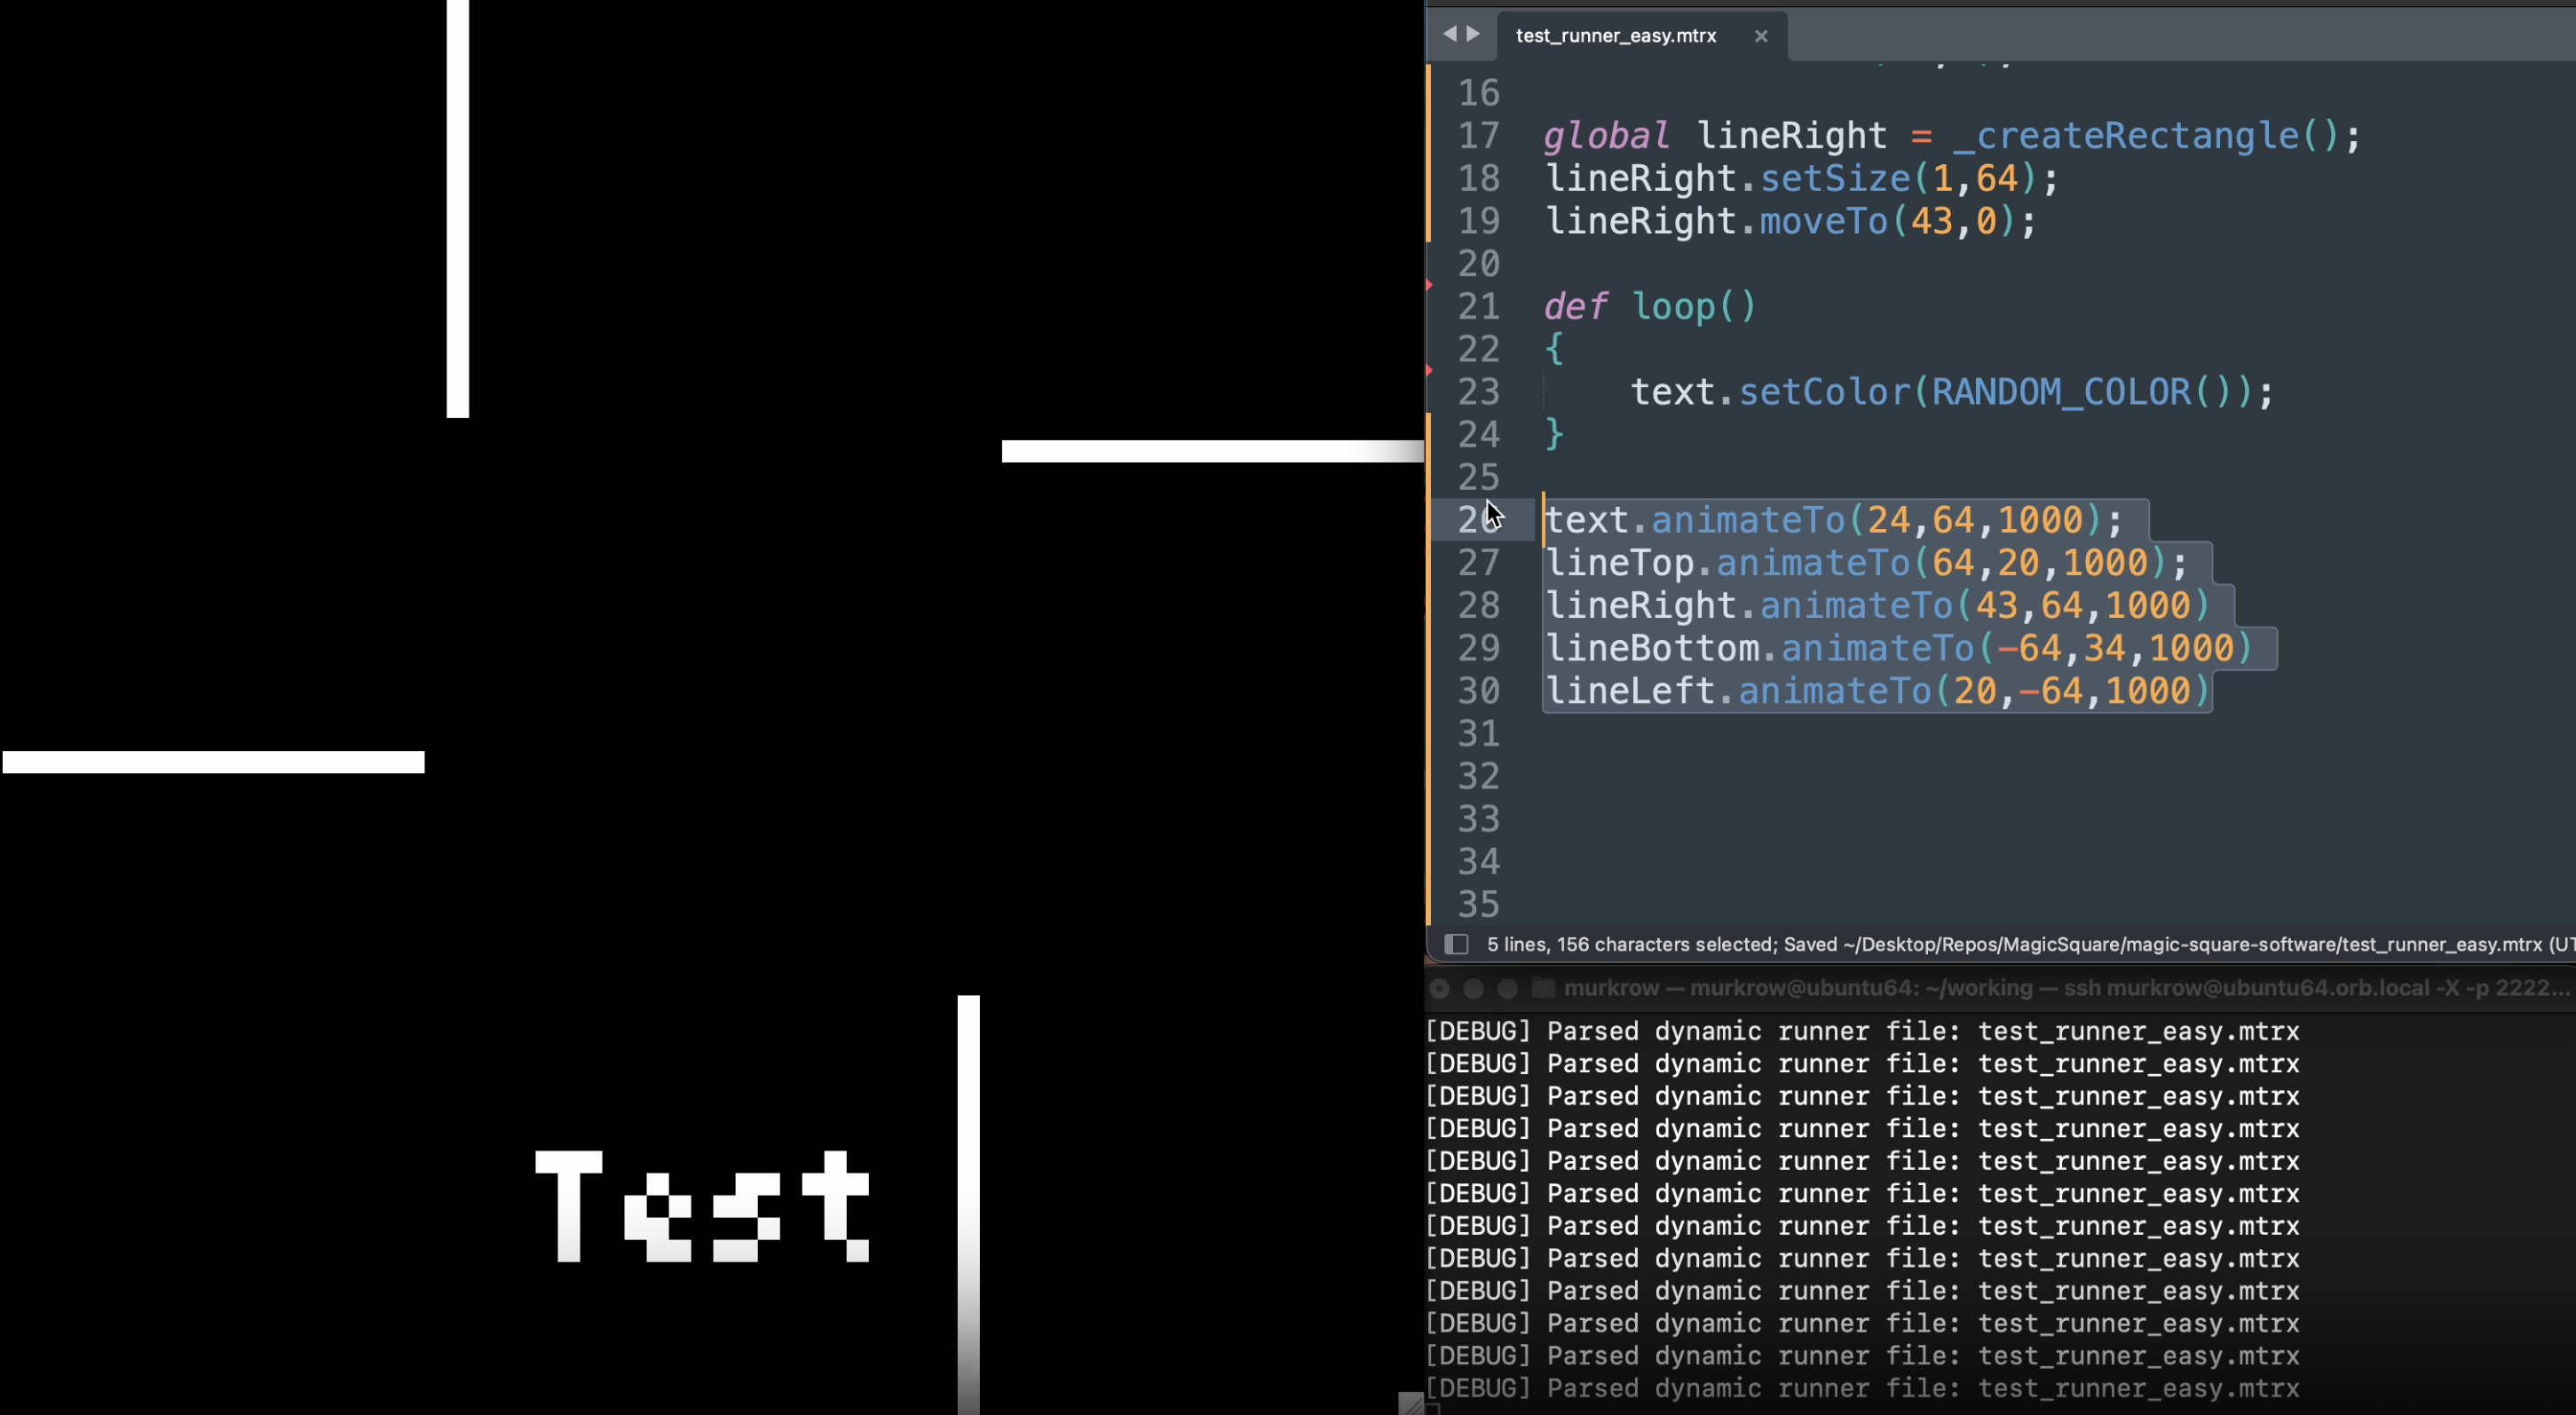 Test
test_runner_easy.mtrx ×
16
17 global lineRight = _createRectangle();
18 lineRight.setSize(1,64);
19 lineRight.moveTo(43,0);
20
21 def loop()
22 {
23 text.setColor(RANDOM_COLOR());
24 }
25
26 text.animateTo(24,64,1000);
27 lineTop.animateTo(64,20,1000);
28 lineRight.animateTo(43,64,1000)
29 lineBottom.animateTo(-64,34,1000)
30 lineLeft.animateTo(20,-64,1000)
31
32
33
34
35
5 lines, 156 characters selected; Saved ~/Desktop/Repos/MagicSquare/magic-square-software/test_runner_easy.mtrx (UT
murkrow — murkrow@ubuntu64: ~/working — ssh murkrow@ubuntu64.orb.local -X -p 2222...
[DEBUG] Parsed dynamic runner file: test_runner_easy.mtrx
[DEBUG] Parsed dynamic runner file: test_runner_easy.mtrx
[DEBUG] Parsed dynamic runner file: test_runner_easy.mtrx
[DEBUG] Parsed dynamic runner file: test_runner_easy.mtrx
[DEBUG] Parsed dynamic runner file: test_runner_easy.mtrx
[DEBUG] Parsed dynamic runner file: test_runner_easy.mtrx
[DEBUG] Parsed dynamic runner file: test_runner_easy.mtrx
[DEBUG] Parsed dynamic runner file: test_runner_easy.mtrx
[DEBUG] Parsed dynamic runner file: test_runner_easy.mtrx
[DEBUG] Parsed dynamic runner file: test_runner_easy.mtrx
[DEBUG] Parsed dynamic runner file: test_runner_easy.mtrx
[DEBUG] Parsed dynamic runner file: test_runner_easy.mtrx